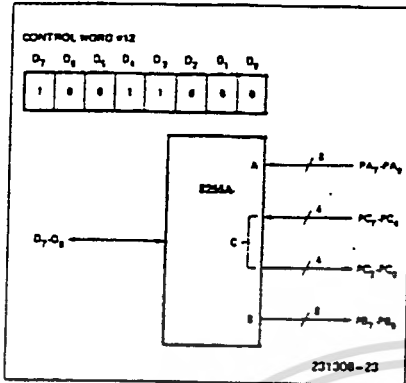 CONTROL WORD #12
D7 D6 D5 D4 D3 D2 D1 D0
1 0 0 1 1 0 0 0
A 8 PA7-PA0
8255A
4 PC7-PC4
D7-D0 C
4 PC3-PC0
B 8 PB7-PB0
231308-23